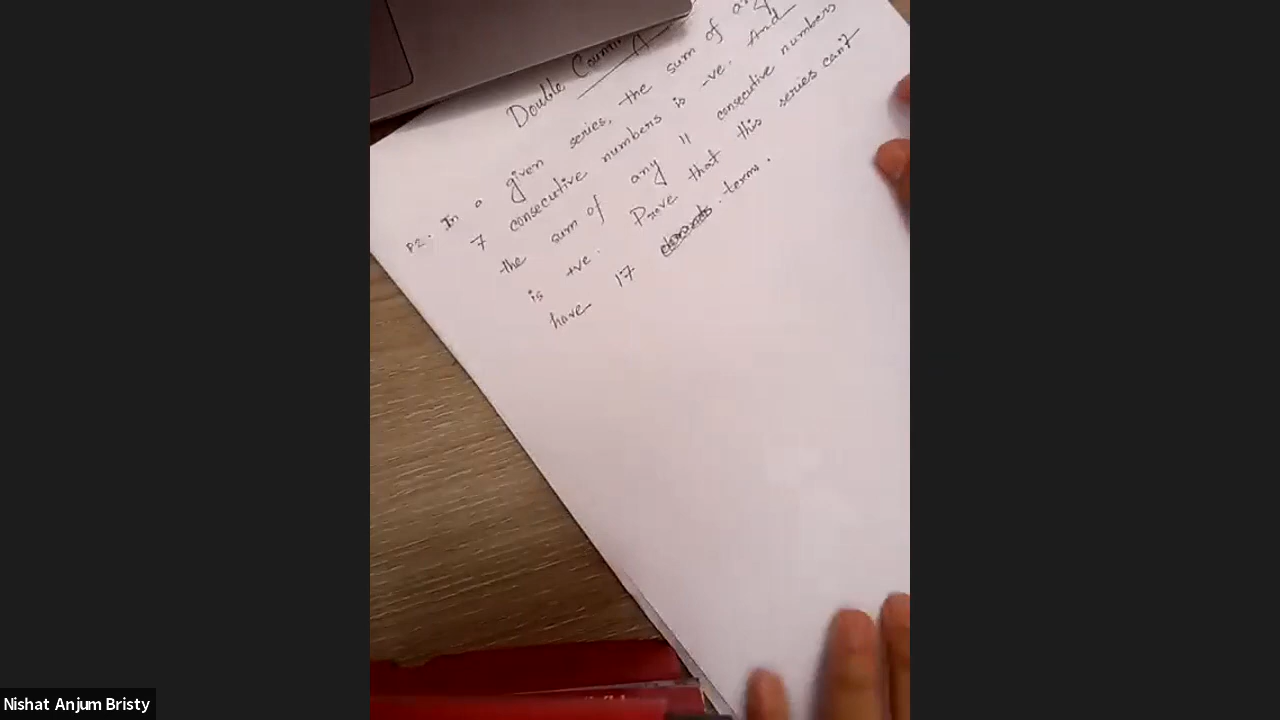 Double
P2. In a given series, the sum of any
7 consecutive numbers is -ve. And
the sum of any 11 consecutive numbers
is +ve. Prove that this series can't
have 17 terms.
Nishat Anjum Bristy